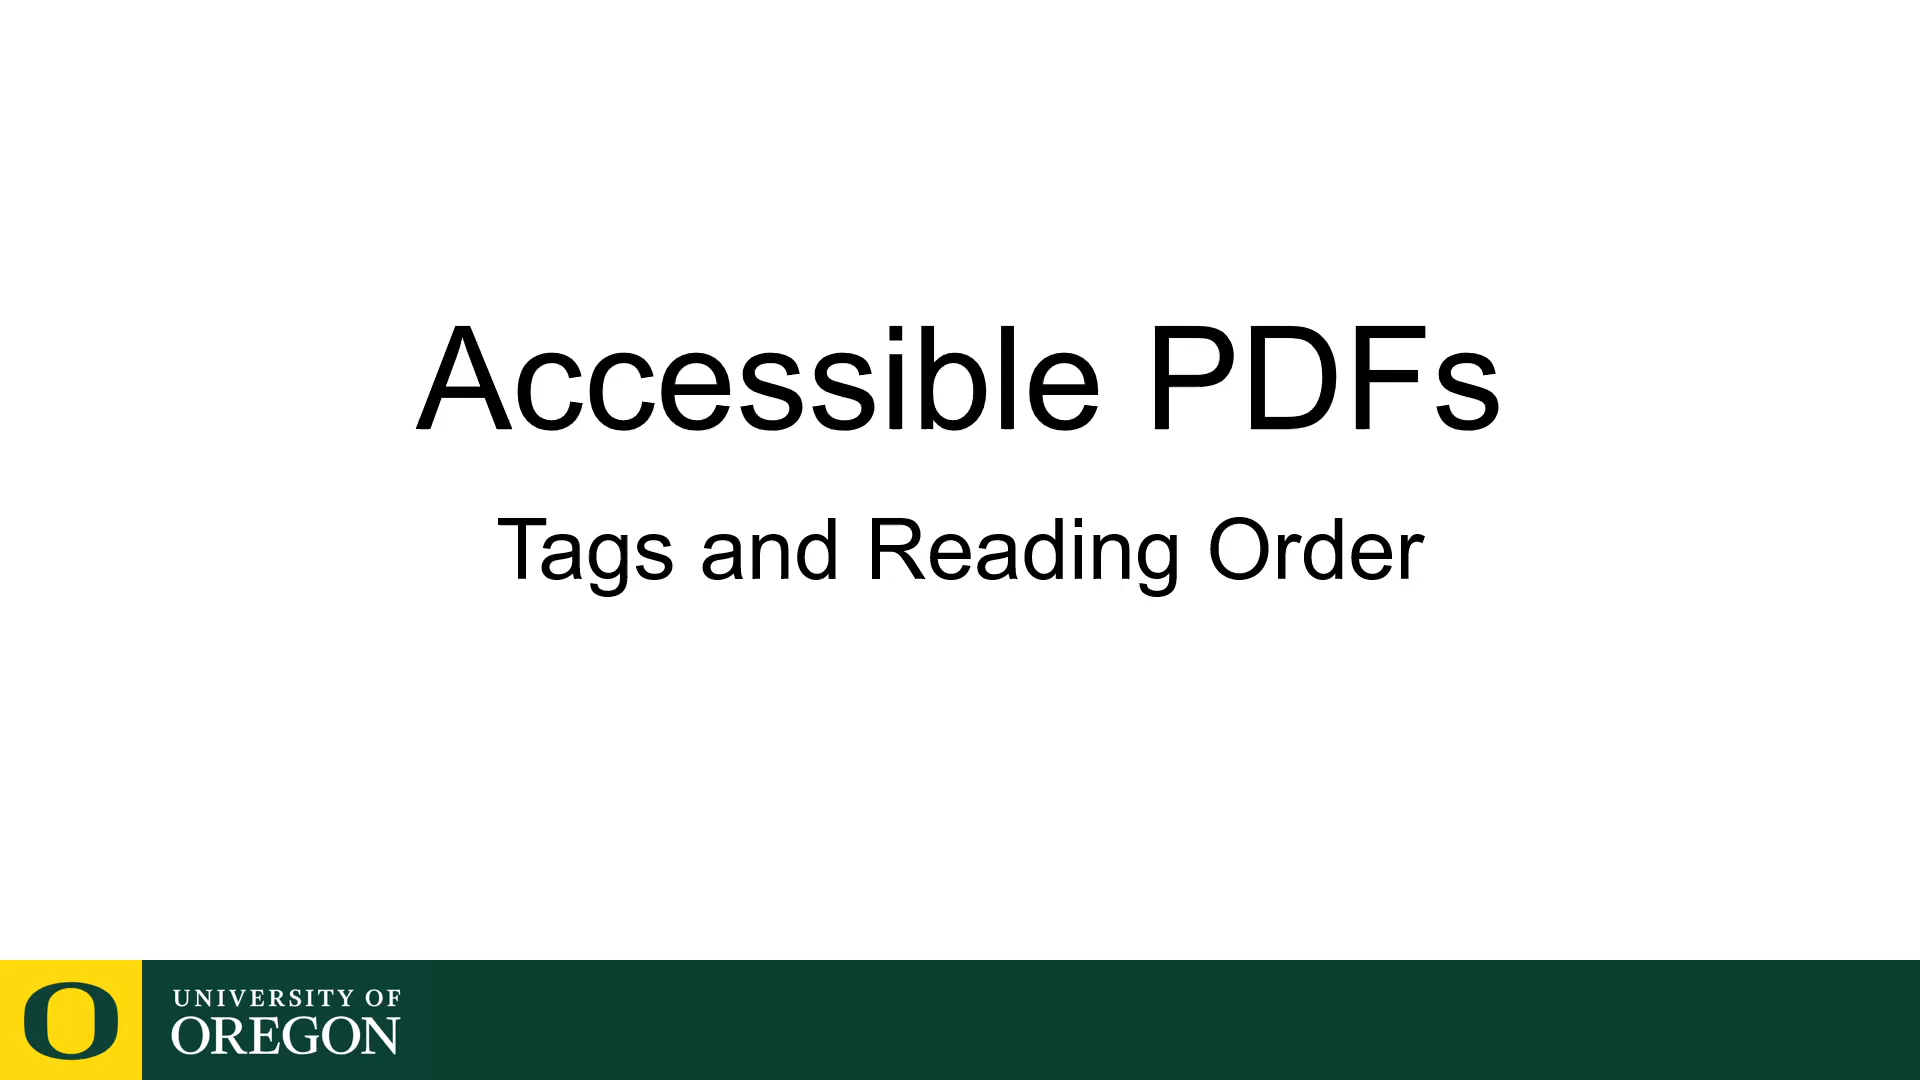 Accessible PDFs
Tags and Reading Order
O
UNIVERSITY OF
OREGON